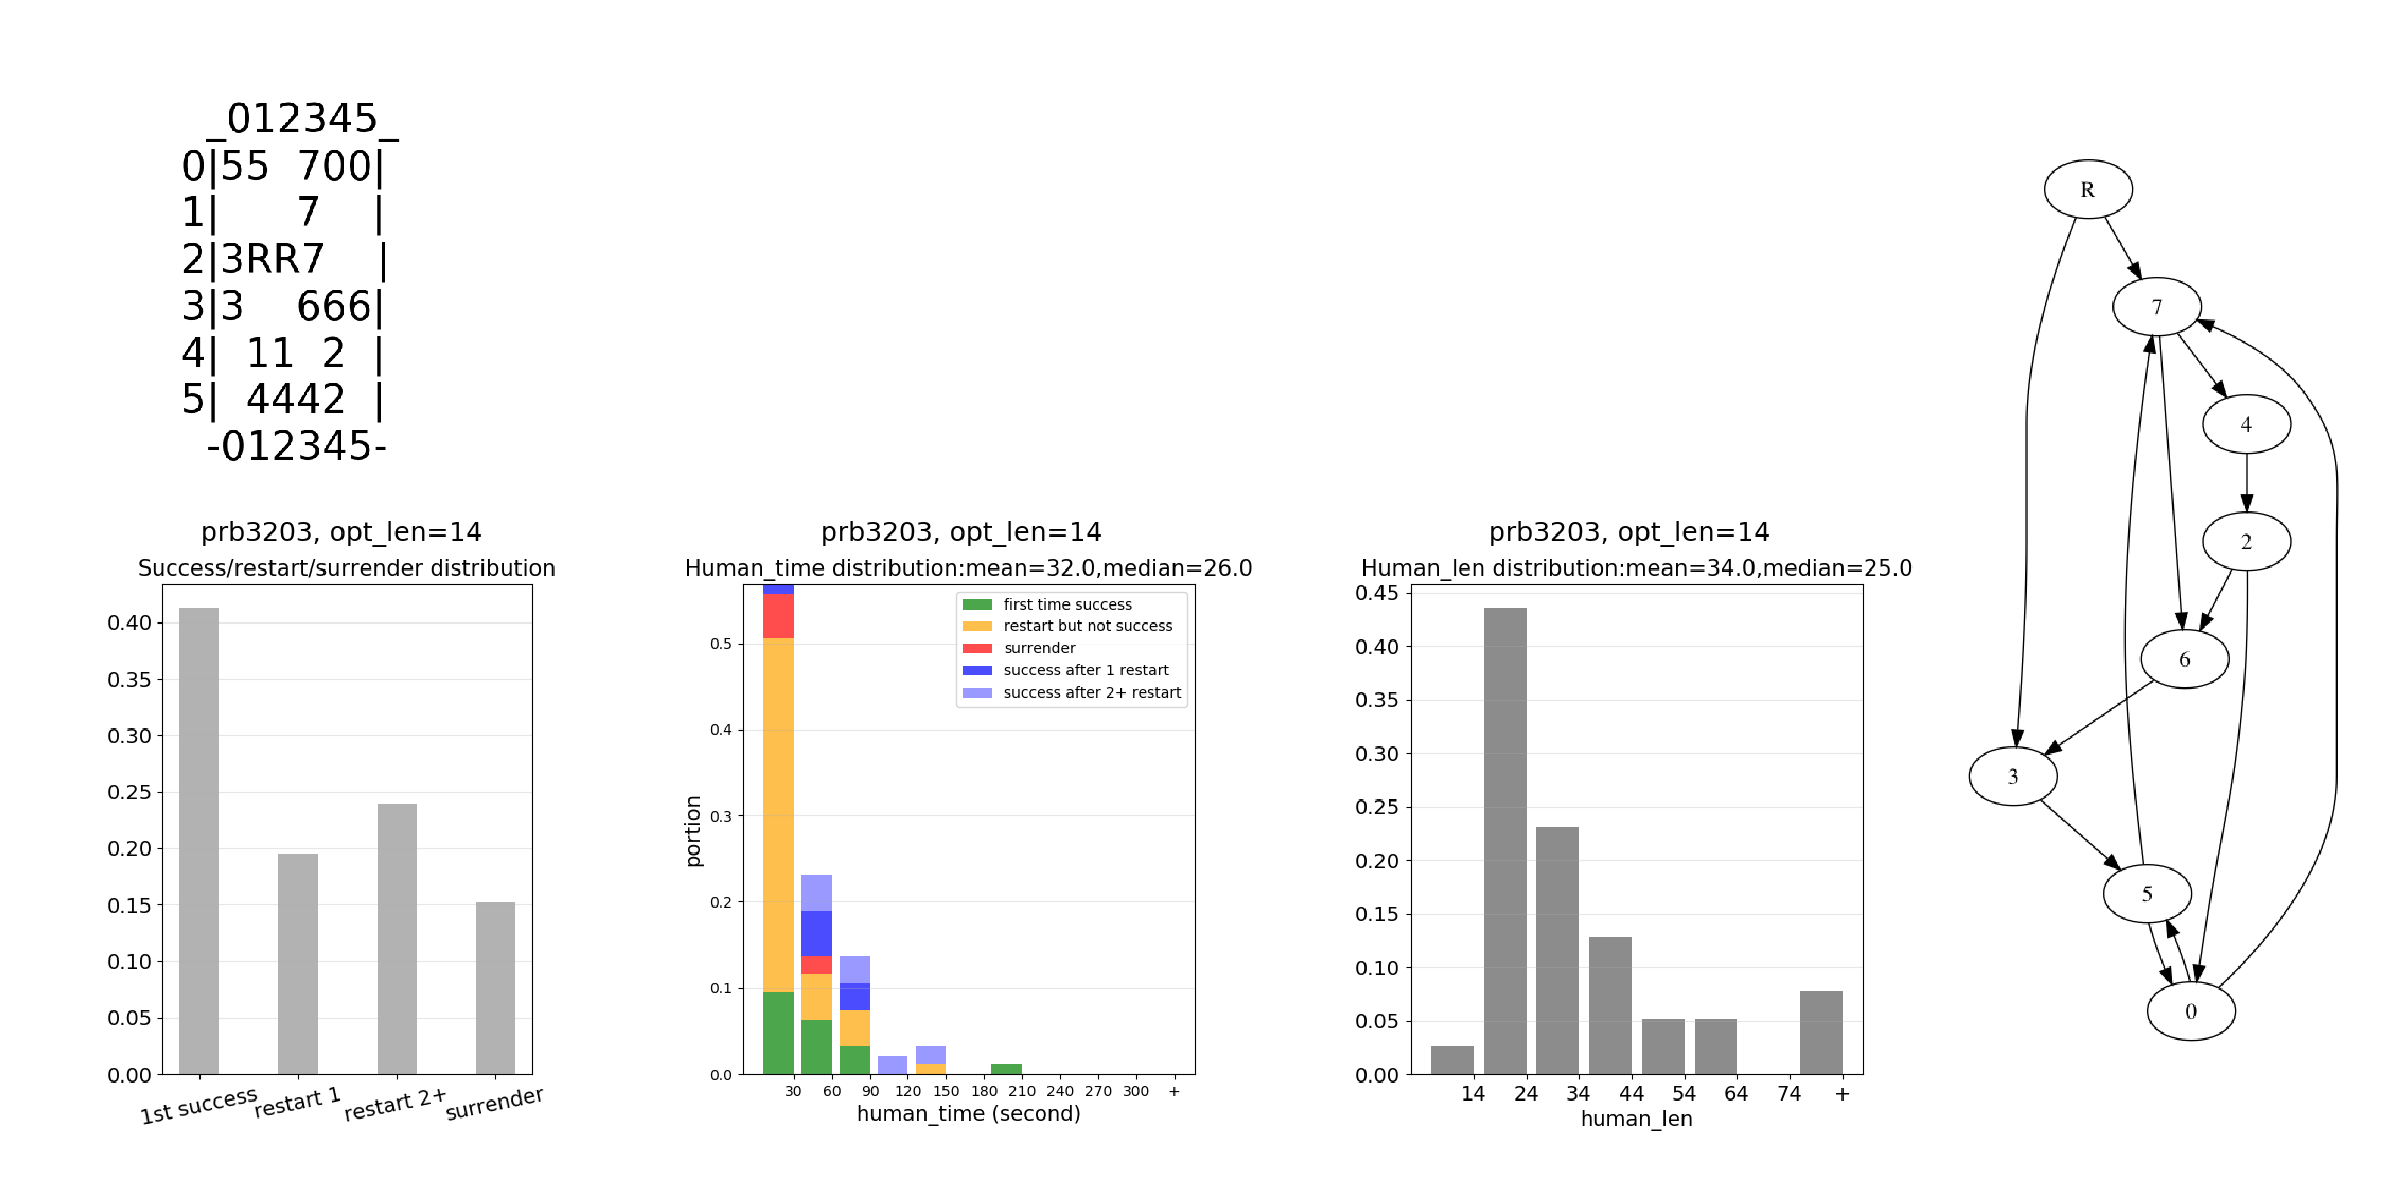 _012345_
0|55  700|
1|      7    |
2|3RR7    |
3|3    666|
4|  11  2  |
5|  4442  |
-012345-
prb3203, opt_len=14
Success/restart/surrender distribution
0.40
0.35
0.30
0.25
0.20
0.15
0.10
0.05
0.00
1st success
restart 1
restart 2+
surrender
prb3203, opt_len=14
Human_time distribution:mean=32.0,median=26.0
first time success
restart but not success
surrender
success after 1 restart
success after 2+ restart
portion
0.5
0.4
0.3
0.2
0.1
0.0
30 60 90 120 150 180 210 240 270 300 +
human_time (second)
prb3203, opt_len=14
Human_len distribution:mean=34.0,median=25.0
0.45
0.40
0.35
0.30
0.25
0.20
0.15
0.10
0.05
0.00
14 24 34 44 54 64 74 +
human_len
R
7
4
2
6
3
5
0